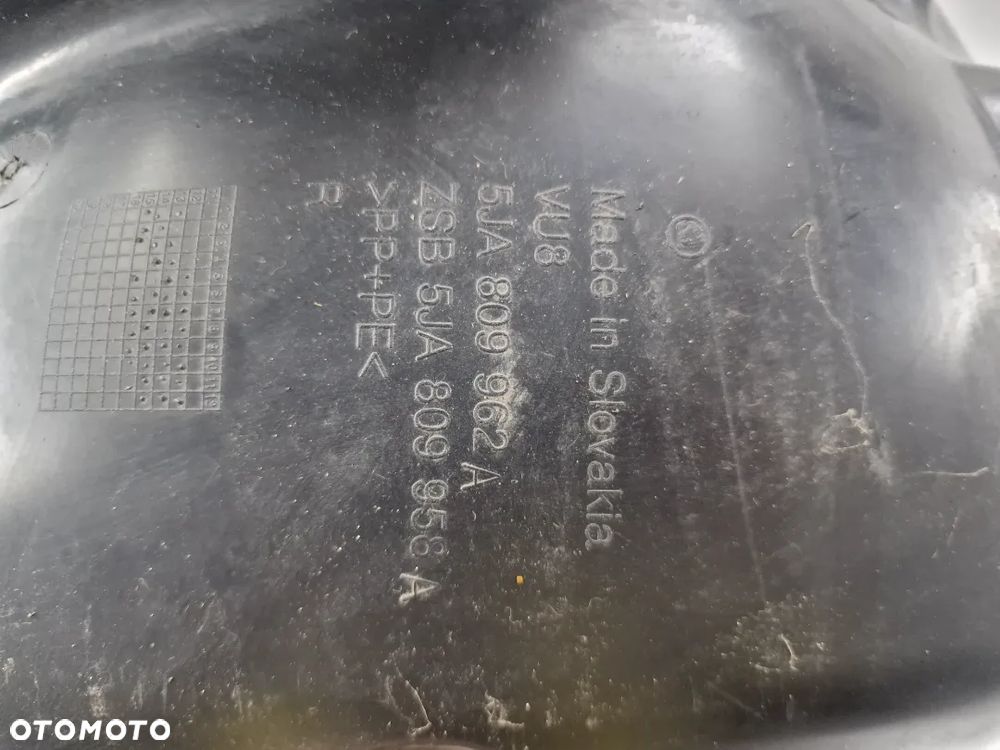 Made in Slovakia
VU8
5JA 809 962 A
ZSB 5JA 809 958 A
>PP+PE<
R
OTOMOTO